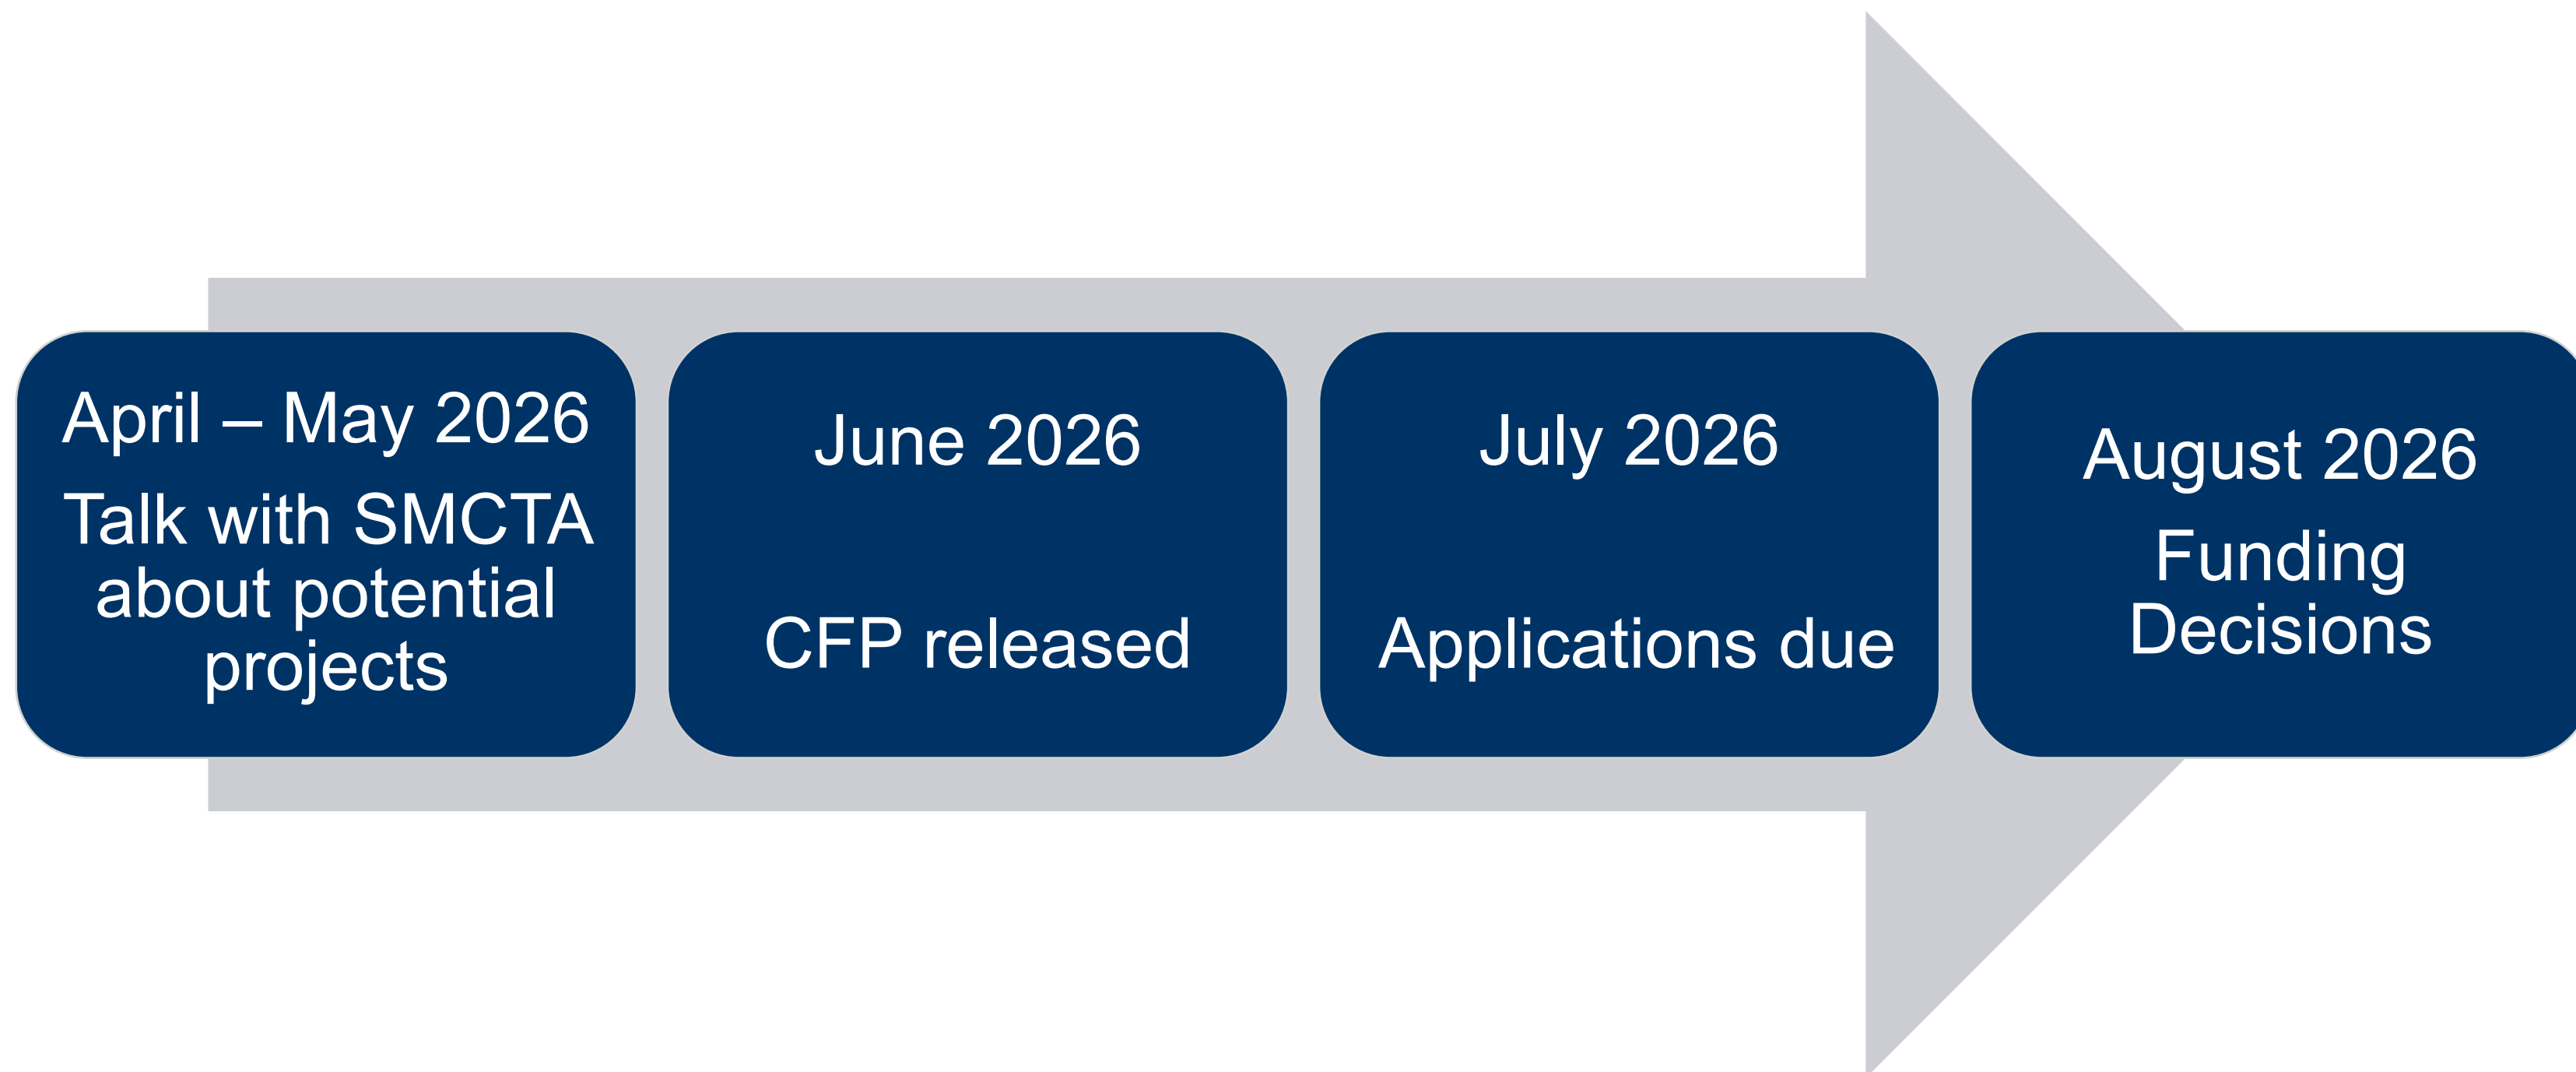 April – May 2026
Talk with SMCTA
about potential
projects
June 2026
CFP released
July 2026
Applications due
August 2026
Funding
Decisions